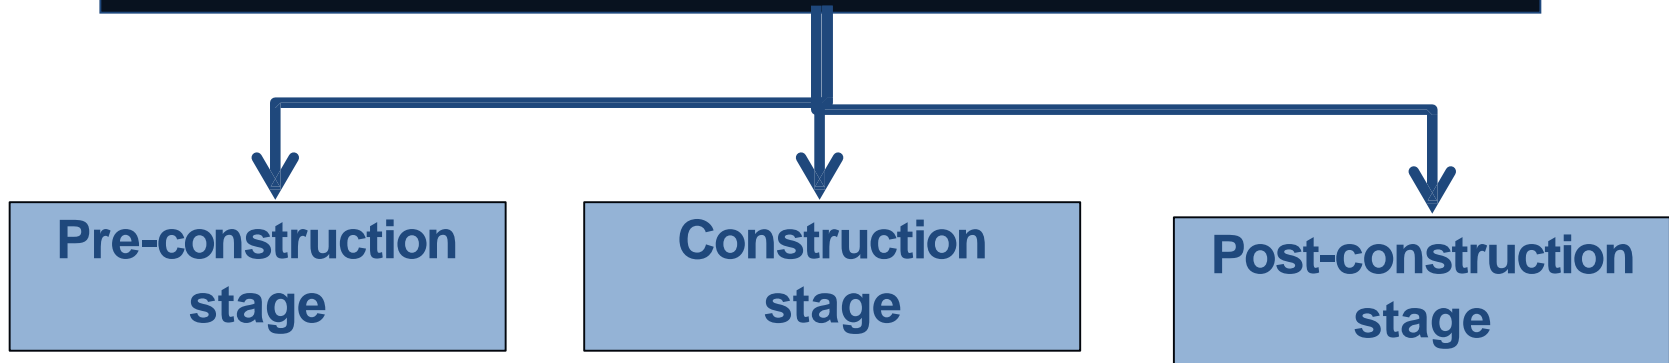 Pre-construction
stage
Construction
stage
Post-construction
stage